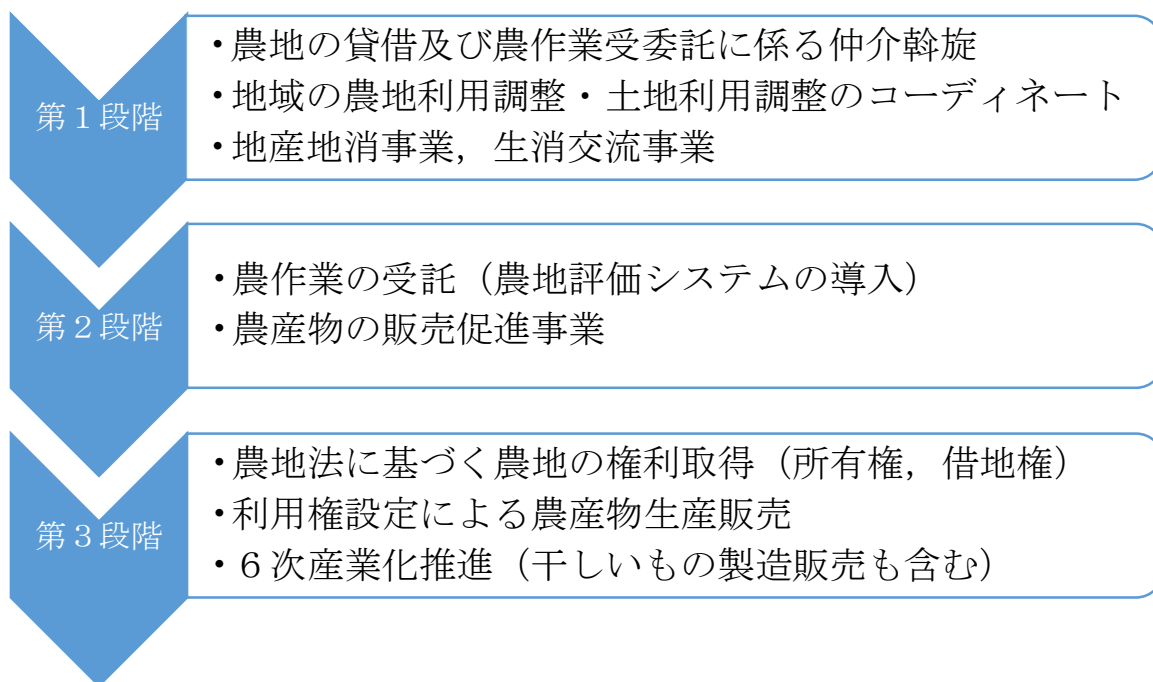 第１段階
・農地の貸借及び農作業受委託に係る仲介斡旋
・地域の農地利用調整・土地利用調整のコーディネート
・地産地消事業，生消交流事業
第２段階
・農作業の受託（農地評価システムの導入）
・農産物の販売促進事業
第３段階
・農地法に基づく農地の権利取得（所有権，借地権）
・利用権設定による農産物生産販売
・６次産業化推進（干しいもの製造販売も含む）